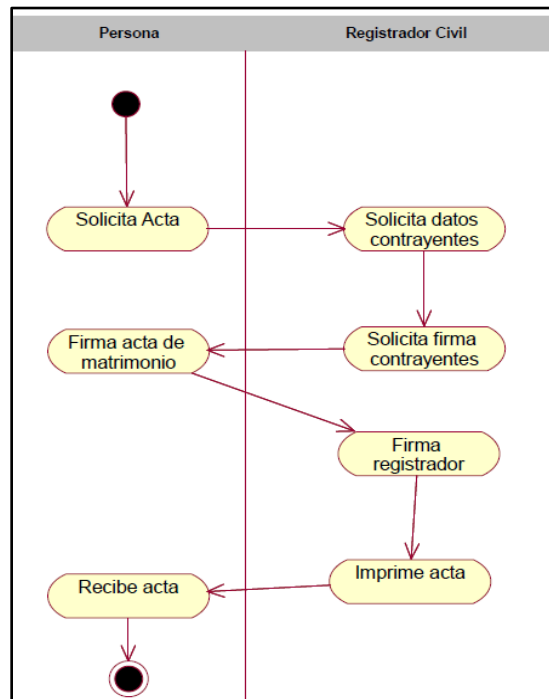 Persona
Registrador Civil
Solicita Acta
Solicita datos
contrayentes
Firma acta de
matrimonio
Solicita firma
contrayentes
Firma
registrador
Imprime acta
Recibe acta